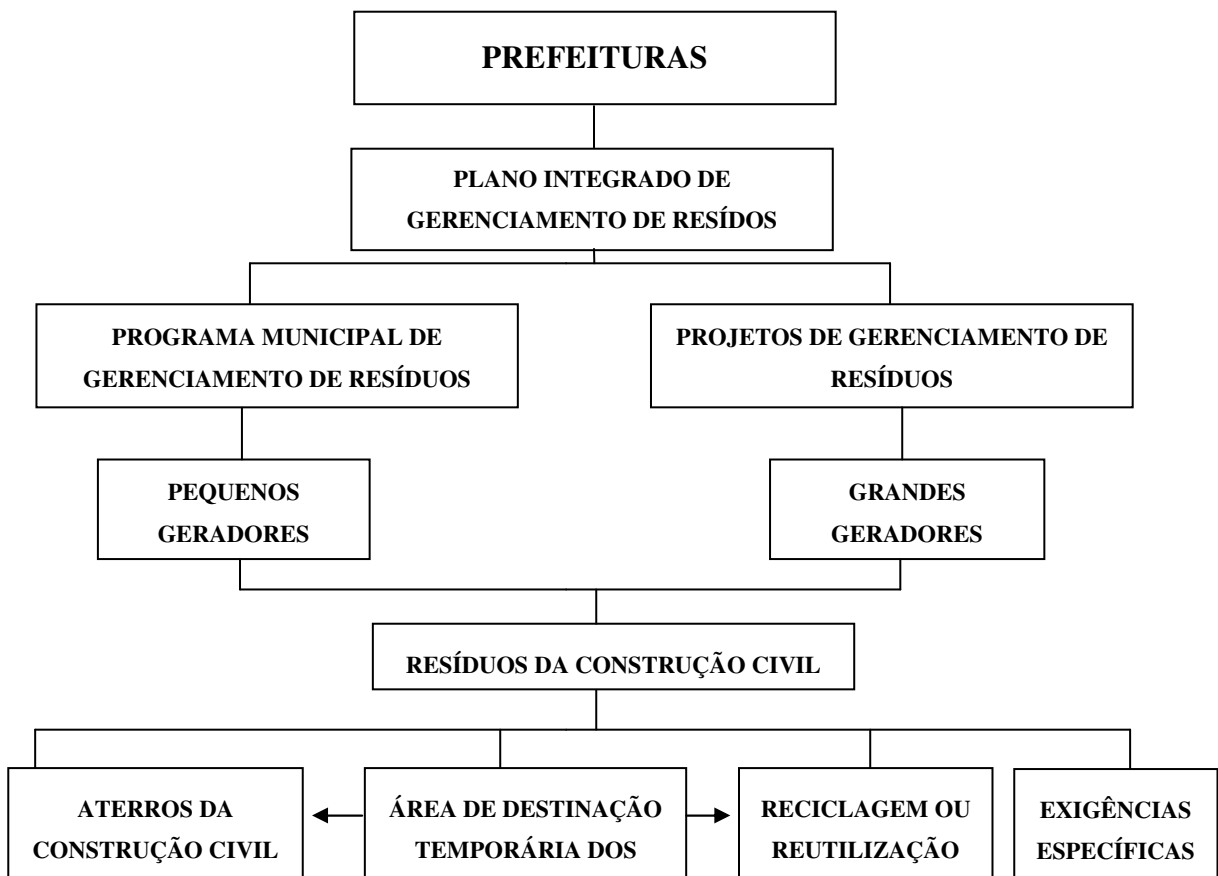 PREFEITURAS
PLANO INTEGRADO DE
GERENCIAMENTO DE RESÍDOS
PROGRAMA MUNICIPAL DE
GERENCIAMENTO DE RESÍDUOS
PROJETOS DE GERENCIAMENTO DE
RESÍDUOS
PEQUENOS
GERADORES
GRANDES
GERADORES
RESÍDUOS DA CONSTRUÇÃO CIVIL
ATERROS DA
CONSTRUÇÃO CIVIL
ÁREA DE DESTINAÇÃO
TEMPORÁRIA DOS
RECICLAGEM OU
REUTILIZAÇÃO
EXIGÊNCIAS
ESPECÍFICAS